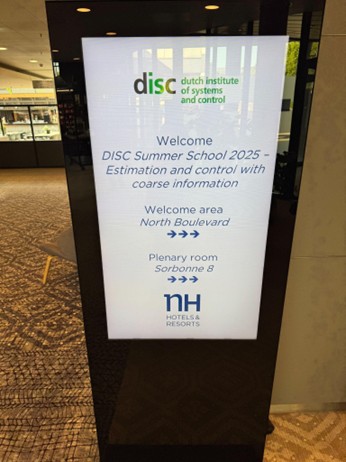 disc dutch institute
of systems
and control
Welcome
DISC Summer School 2025 –
Estimation and control with
coarse information
Welcome area
North Boulevard
➔➔➔
Plenary room
Sorbonne 8
➔➔➔
nH
HOTELS &
RESORTS